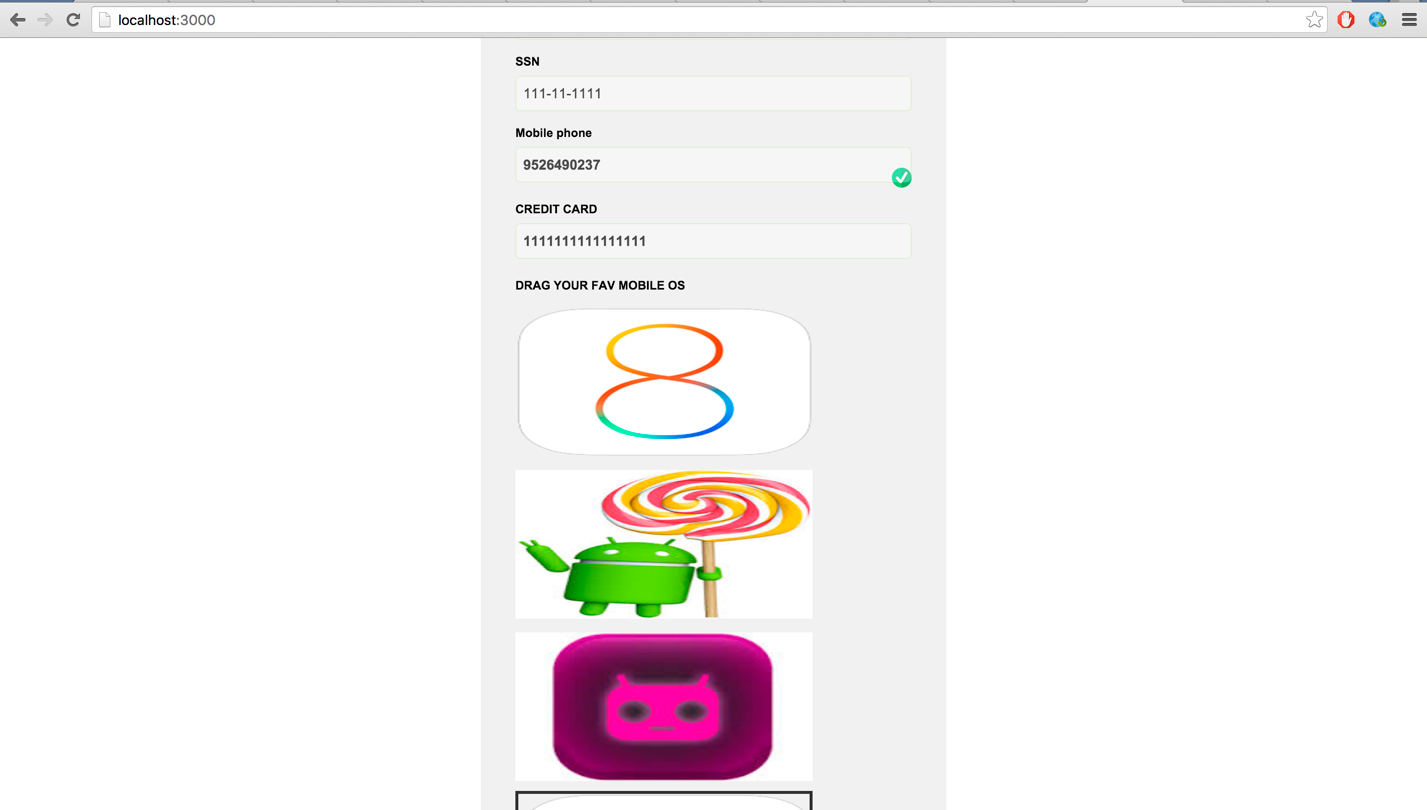 localhost:3000
SSN
111-11-1111
Mobile phone
9526490237
CREDIT CARD
1111111111111111
DRAG YOUR FAV MOBILE OS